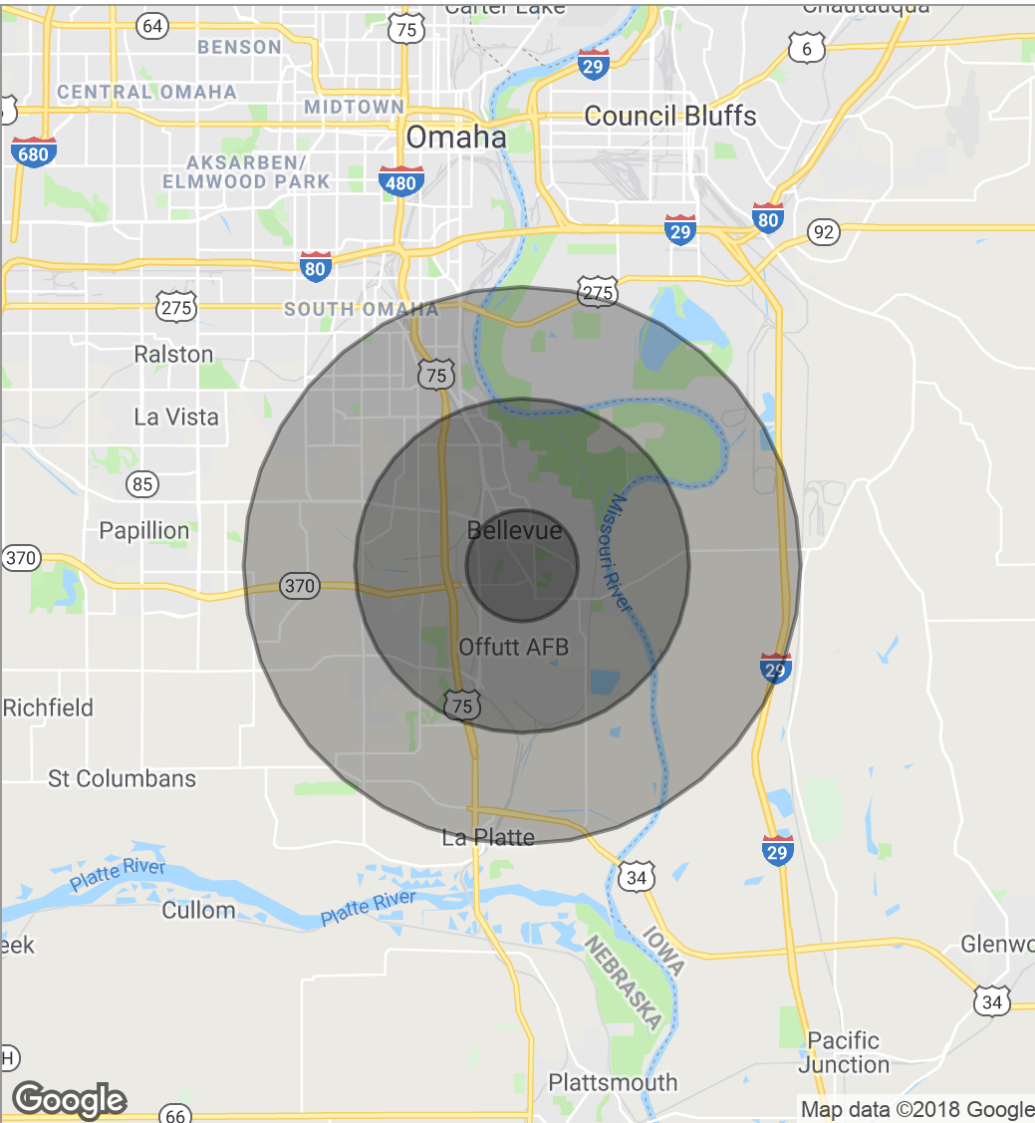 Carter Lake
Chautauqua
64
75
6
BENSON
29
CENTRAL OMAHA
MIDTOWN
Council Bluffs
Omaha
680
AKSARBEN/
ELMWOOD PARK
480
80
29
92
80
275
275
SOUTH OMAHA
Ralston
75
La Vista
85
Missouri River
Papillion
Bellevue
370
370
Offutt AFB
29
Richfield
75
St Columbans
La Platte
29
Platte River
34
Platte River
Cullom
eek
IOWA
NEBRASKA
Glenwo
34
Pacific
Junction
H
Plattsmouth
Google
66
Map data ©2018 Google